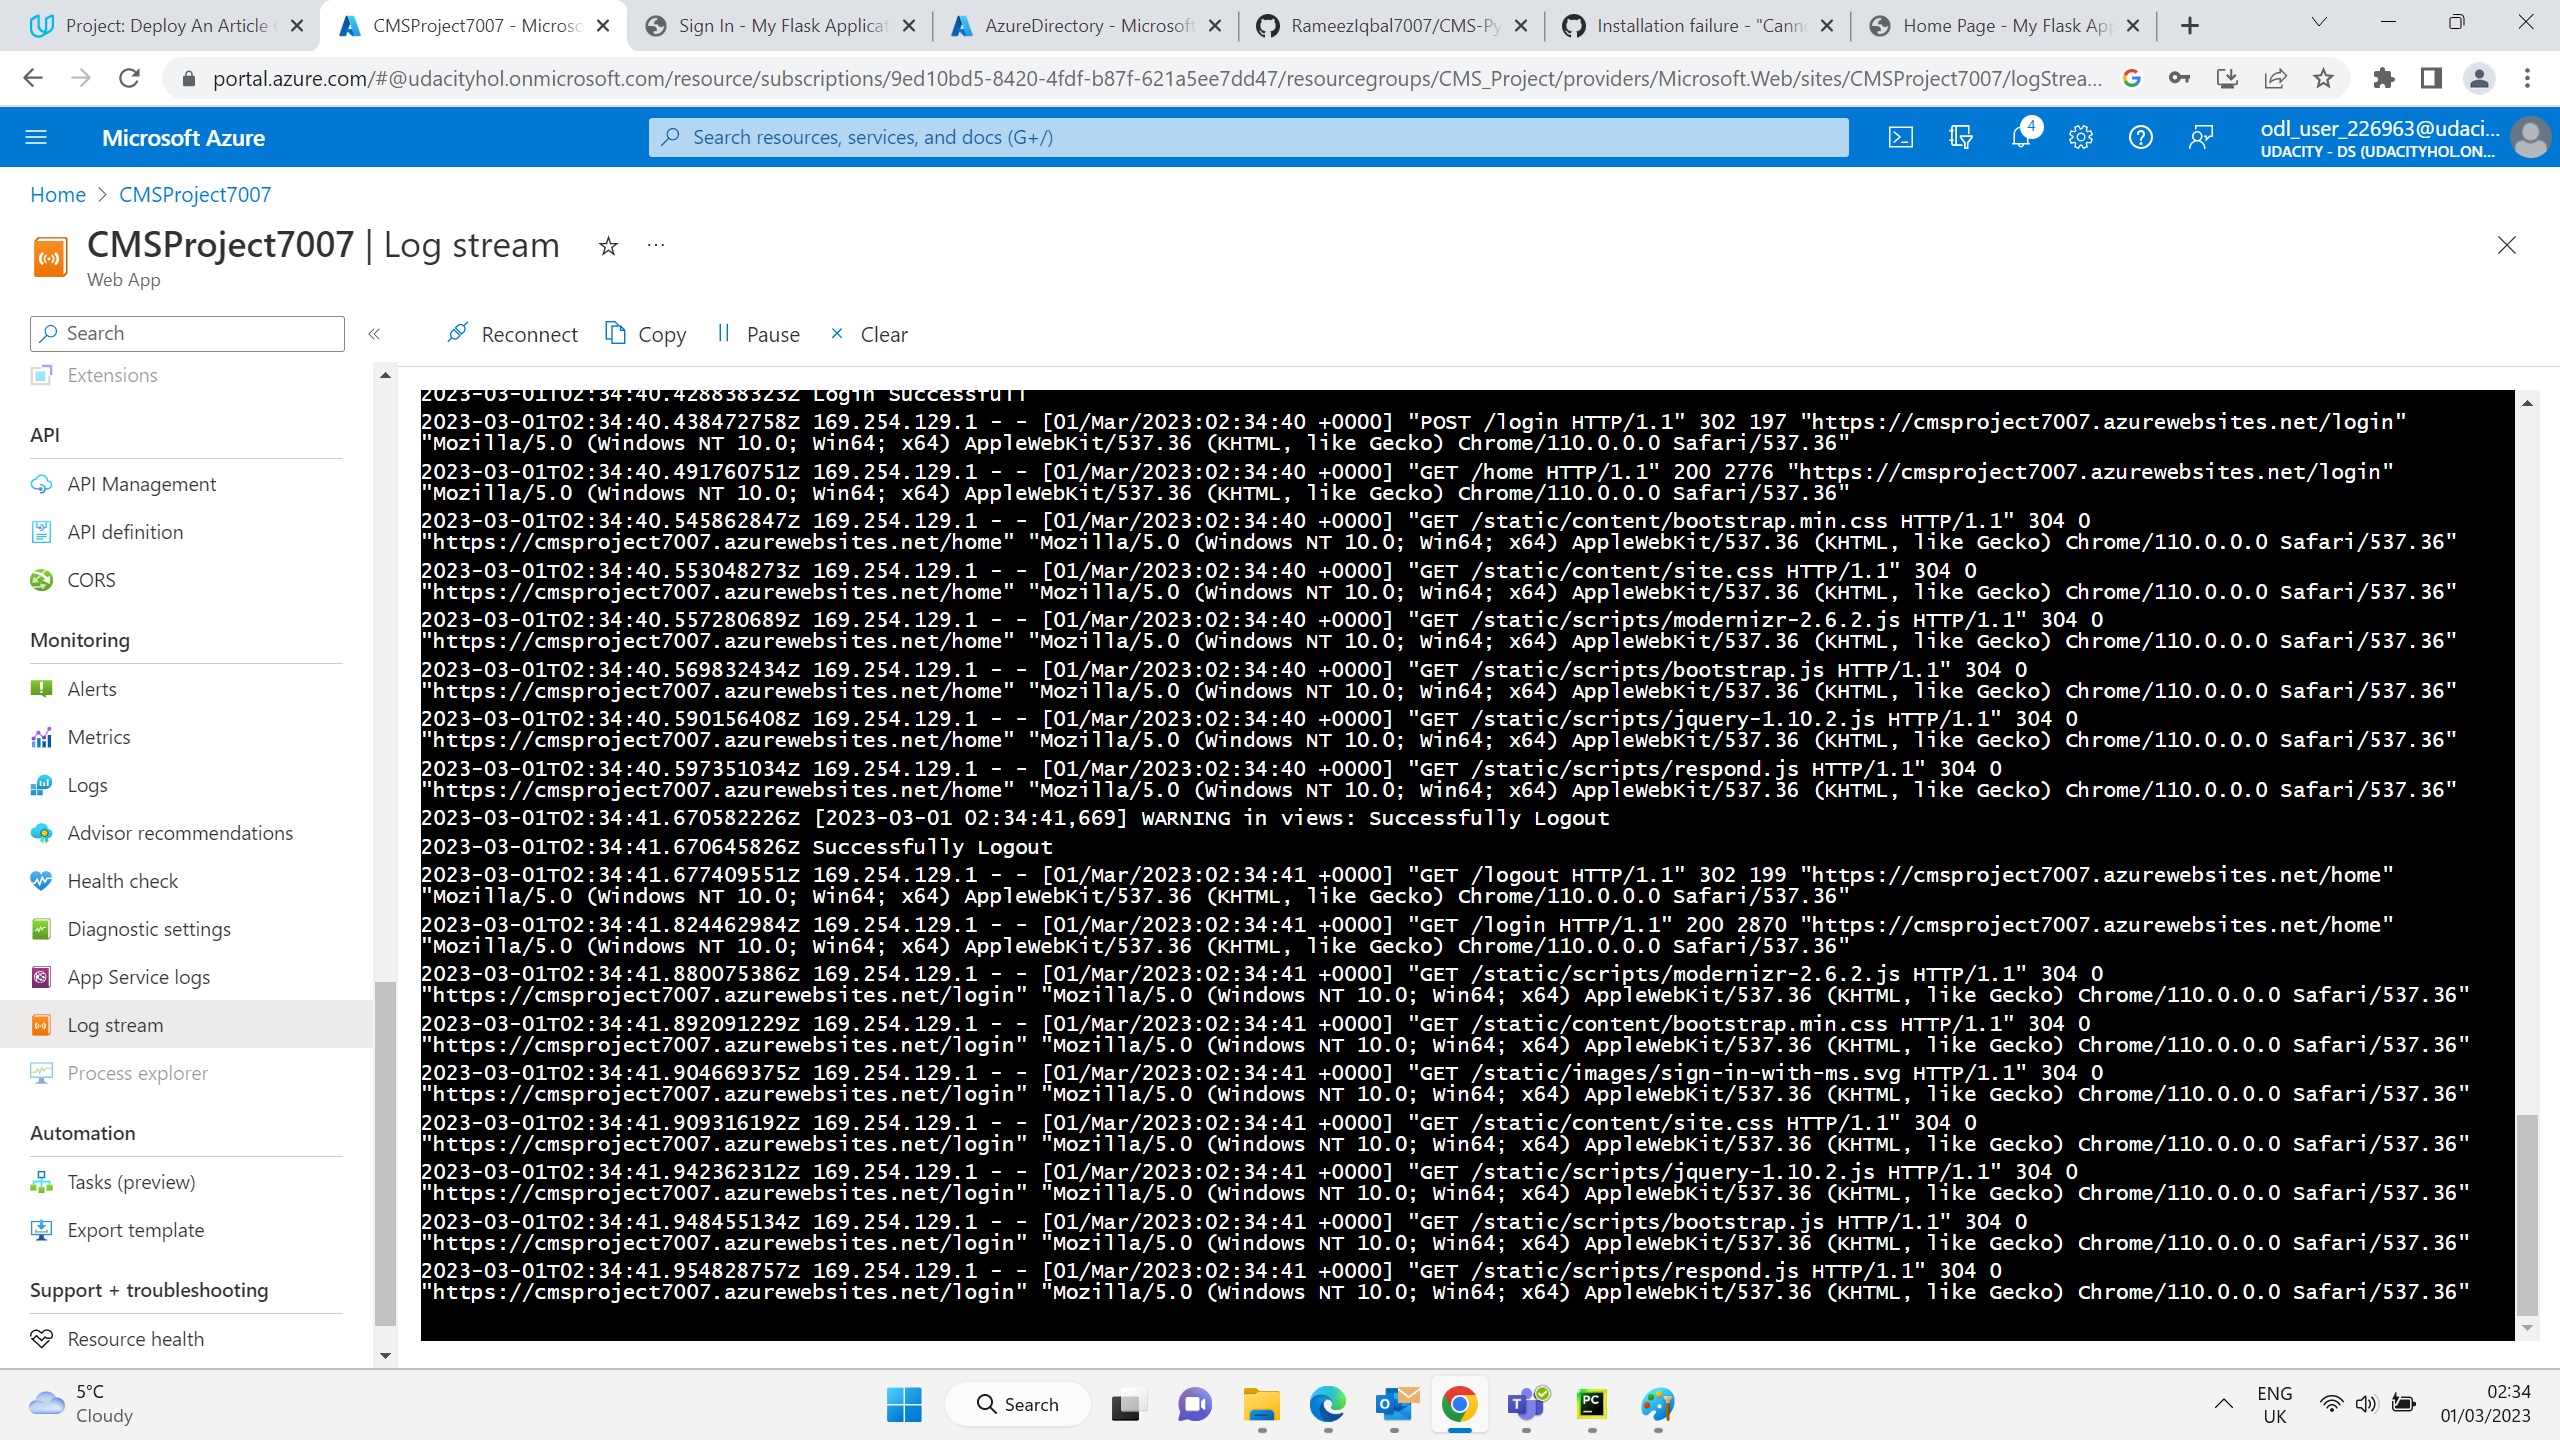 Project: Deploy An Article
CMSProject7007 - Microso
Sign In - My Flask Applicat
AzureDirectory - Microsoft
RameezIqbal7007/CMS-Py
Installation failure - "Cann
Home Page - My Flask Ap
portal.azure.com/#@udacityhol.onmicrosoft.com/resource/subscriptions/9ed10bd5-8420-4fdf-b87f-621a5ee7dd47/resourcegroups/CMS_Project/providers/Microsoft.Web/sites/CMSProject7007/logStrea...
Microsoft Azure
Search resources, services, and docs (G+/)
4
odl_user_226963@udaci...
UDACITY - DS (UDACITYHOL.ON...
Home > CMSProject7007
CMSProject7007 | Log stream
Web App
Search
Reconnect Copy Pause Clear
Extensions
API
API Management
API definition
CORS
Monitoring
Alerts
Metrics
Logs
Advisor recommendations
Health check
Diagnostic settings
App Service logs
Log stream
Process explorer
Automation
Tasks (preview)
Export template
Support + troubleshooting
Resource health
2023-03-01T02:34:40.428838323Z Login Successfull
2023-03-01T02:34:40.438472758Z 169.254.129.1 - - [01/Mar/2023:02:34:40 +0000] "POST /login HTTP/1.1" 302 197 "https://cmsproject7007.azurewebsites.net/login"
"Mozilla/5.0 (Windows NT 10.0; Win64; x64) AppleWebKit/537.36 (KHTML, like Gecko) Chrome/110.0.0.0 Safari/537.36"
2023-03-01T02:34:40.491760751Z 169.254.129.1 - - [01/Mar/2023:02:34:40 +0000] "GET /home HTTP/1.1" 200 2776 "https://cmsproject7007.azurewebsites.net/login"
"Mozilla/5.0 (Windows NT 10.0; Win64; x64) AppleWebKit/537.36 (KHTML, like Gecko) Chrome/110.0.0.0 Safari/537.36"
2023-03-01T02:34:40.545862847Z 169.254.129.1 - - [01/Mar/2023:02:34:40 +0000] "GET /static/content/bootstrap.min.css HTTP/1.1" 304 0
"https://cmsproject7007.azurewebsites.net/home" "Mozilla/5.0 (Windows NT 10.0; Win64; x64) AppleWebKit/537.36 (KHTML, like Gecko) Chrome/110.0.0.0 Safari/537.36"
2023-03-01T02:34:40.553048273Z 169.254.129.1 - - [01/Mar/2023:02:34:40 +0000] "GET /static/content/site.css HTTP/1.1" 304 0
"https://cmsproject7007.azurewebsites.net/home" "Mozilla/5.0 (Windows NT 10.0; Win64; x64) AppleWebKit/537.36 (KHTML, like Gecko) Chrome/110.0.0.0 Safari/537.36"
2023-03-01T02:34:40.557280689Z 169.254.129.1 - - [01/Mar/2023:02:34:40 +0000] "GET /static/scripts/modernizr-2.6.2.js HTTP/1.1" 304 0
"https://cmsproject7007.azurewebsites.net/home" "Mozilla/5.0 (Windows NT 10.0; Win64; x64) AppleWebKit/537.36 (KHTML, like Gecko) Chrome/110.0.0.0 Safari/537.36"
2023-03-01T02:34:40.569832434Z 169.254.129.1 - - [01/Mar/2023:02:34:40 +0000] "GET /static/scripts/bootstrap.js HTTP/1.1" 304 0
"https://cmsproject7007.azurewebsites.net/home" "Mozilla/5.0 (Windows NT 10.0; Win64; x64) AppleWebKit/537.36 (KHTML, like Gecko) Chrome/110.0.0.0 Safari/537.36"
2023-03-01T02:34:40.590156408Z 169.254.129.1 - - [01/Mar/2023:02:34:40 +0000] "GET /static/scripts/jquery-1.10.2.js HTTP/1.1" 304 0
"https://cmsproject7007.azurewebsites.net/home" "Mozilla/5.0 (Windows NT 10.0; Win64; x64) AppleWebKit/537.36 (KHTML, like Gecko) Chrome/110.0.0.0 Safari/537.36"
2023-03-01T02:34:40.597351034Z 169.254.129.1 - - [01/Mar/2023:02:34:40 +0000] "GET /static/scripts/respond.js HTTP/1.1" 304 0
"https://cmsproject7007.azurewebsites.net/home" "Mozilla/5.0 (Windows NT 10.0; Win64; x64) AppleWebKit/537.36 (KHTML, like Gecko) Chrome/110.0.0.0 Safari/537.36"
2023-03-01T02:34:41.670582226Z [2023-03-01 02:34:41,669] WARNING in views: Successfully Logout
2023-03-01T02:34:41.670645826Z Successfully Logout
2023-03-01T02:34:41.677409551Z 169.254.129.1 - - [01/Mar/2023:02:34:41 +0000] "GET /logout HTTP/1.1" 302 199 "https://cmsproject7007.azurewebsites.net/home"
"Mozilla/5.0 (Windows NT 10.0; Win64; x64) AppleWebKit/537.36 (KHTML, like Gecko) Chrome/110.0.0.0 Safari/537.36"
2023-03-01T02:34:41.824462984Z 169.254.129.1 - - [01/Mar/2023:02:34:41 +0000] "GET /login HTTP/1.1" 200 2870 "https://cmsproject7007.azurewebsites.net/home"
"Mozilla/5.0 (Windows NT 10.0; Win64; x64) AppleWebKit/537.36 (KHTML, like Gecko) Chrome/110.0.0.0 Safari/537.36"
2023-03-01T02:34:41.880075386Z 169.254.129.1 - - [01/Mar/2023:02:34:41 +0000] "GET /static/scripts/modernizr-2.6.2.js HTTP/1.1" 304 0
"https://cmsproject7007.azurewebsites.net/login" "Mozilla/5.0 (Windows NT 10.0; Win64; x64) AppleWebKit/537.36 (KHTML, like Gecko) Chrome/110.0.0.0 Safari/537.36"
2023-03-01T02:34:41.892091229Z 169.254.129.1 - - [01/Mar/2023:02:34:41 +0000] "GET /static/content/bootstrap.min.css HTTP/1.1" 304 0
"https://cmsproject7007.azurewebsites.net/login" "Mozilla/5.0 (Windows NT 10.0; Win64; x64) AppleWebKit/537.36 (KHTML, like Gecko) Chrome/110.0.0.0 Safari/537.36"
2023-03-01T02:34:41.904669375Z 169.254.129.1 - - [01/Mar/2023:02:34:41 +0000] "GET /static/images/sign-in-with-ms.svg HTTP/1.1" 304 0
"https://cmsproject7007.azurewebsites.net/login" "Mozilla/5.0 (Windows NT 10.0; Win64; x64) AppleWebKit/537.36 (KHTML, like Gecko) Chrome/110.0.0.0 Safari/537.36"
2023-03-01T02:34:41.909316192Z 169.254.129.1 - - [01/Mar/2023:02:34:41 +0000] "GET /static/content/site.css HTTP/1.1" 304 0
"https://cmsproject7007.azurewebsites.net/login" "Mozilla/5.0 (Windows NT 10.0; Win64; x64) AppleWebKit/537.36 (KHTML, like Gecko) Chrome/110.0.0.0 Safari/537.36"
2023-03-01T02:34:41.942362312Z 169.254.129.1 - - [01/Mar/2023:02:34:41 +0000] "GET /static/scripts/jquery-1.10.2.js HTTP/1.1" 304 0
"https://cmsproject7007.azurewebsites.net/login" "Mozilla/5.0 (Windows NT 10.0; Win64; x64) AppleWebKit/537.36 (KHTML, like Gecko) Chrome/110.0.0.0 Safari/537.36"
2023-03-01T02:34:41.948455134Z 169.254.129.1 - - [01/Mar/2023:02:34:41 +0000] "GET /static/scripts/bootstrap.js HTTP/1.1" 304 0
"https://cmsproject7007.azurewebsites.net/login" "Mozilla/5.0 (Windows NT 10.0; Win64; x64) AppleWebKit/537.36 (KHTML, like Gecko) Chrome/110.0.0.0 Safari/537.36"
2023-03-01T02:34:41.954828757Z 169.254.129.1 - - [01/Mar/2023:02:34:41 +0000] "GET /static/scripts/respond.js HTTP/1.1" 304 0
"https://cmsproject7007.azurewebsites.net/login" "Mozilla/5.0 (Windows NT 10.0; Win64; x64) AppleWebKit/537.36 (KHTML, like Gecko) Chrome/110.0.0.0 Safari/537.36"
5°C
Cloudy
Search
ENG
UK
02:34
01/03/2023